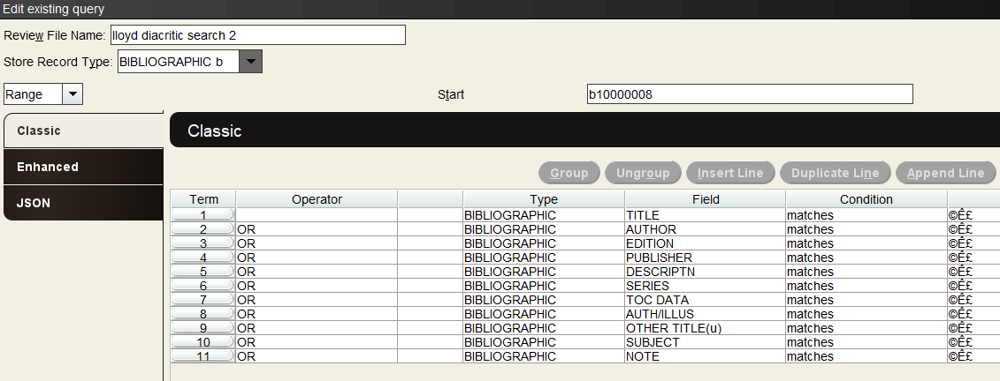 Edit existing query
Review File Name: lloyd diacritic search 2
Store Record Type: BIBLIOGRAPHIC b
Range Start b10000008
Classic Classic
Enhanced
JSON
Group Ungroup Insert Line Duplicate Line Append Line
Term Operator Type Field Condition
1 BIBLIOGRAPHIC TITLE matches ©Ê£
2 OR BIBLIOGRAPHIC AUTHOR matches ©Ê£
3 OR BIBLIOGRAPHIC EDITION matches ©Ê£
4 OR BIBLIOGRAPHIC PUBLISHER matches ©Ê£
5 OR BIBLIOGRAPHIC DESCRIPTN matches ©Ê£
6 OR BIBLIOGRAPHIC SERIES matches ©Ê£
7 OR BIBLIOGRAPHIC TOC DATA matches ©Ê£
8 OR BIBLIOGRAPHIC AUTH/ILLUS matches ©Ê£
9 OR BIBLIOGRAPHIC OTHER TITLE(u) matches ©Ê£
10 OR BIBLIOGRAPHIC SUBJECT matches ©Ê£
11 OR BIBLIOGRAPHIC NOTE matches ©Ê£